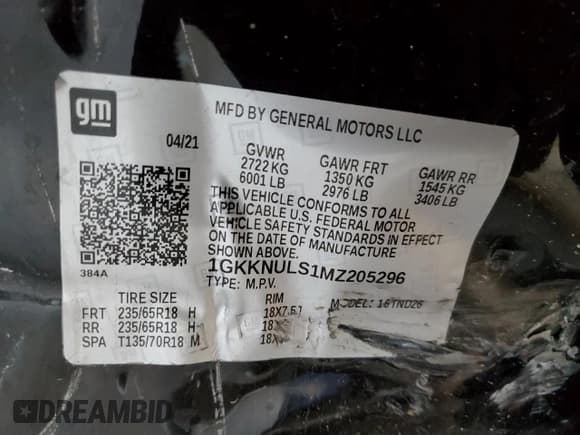 gm
MFD BY GENERAL MOTORS LLC
04/21
GVWR GAWR FRT GAWR RR
2722 KG 1350 KG 1545 KG
6001 LB 2976 LB 3406 LB
THIS VEHICLE CONFORMS TO ALL
APPLICABLE U.S. FEDERAL MOTOR
VEHICLE SAFETY STANDARDS IN EFFECT
ON THE DATE OF MANUFACTURE
SHOWN ABOVE.
1GKKNULS1MZ205296
TYPE: M.P.V. MODEL:
384A
TIRE SIZE RIM
FRT 235/65R18 H
RR 235/65R18 H
SPA T135/70R18 M
DREAMBID